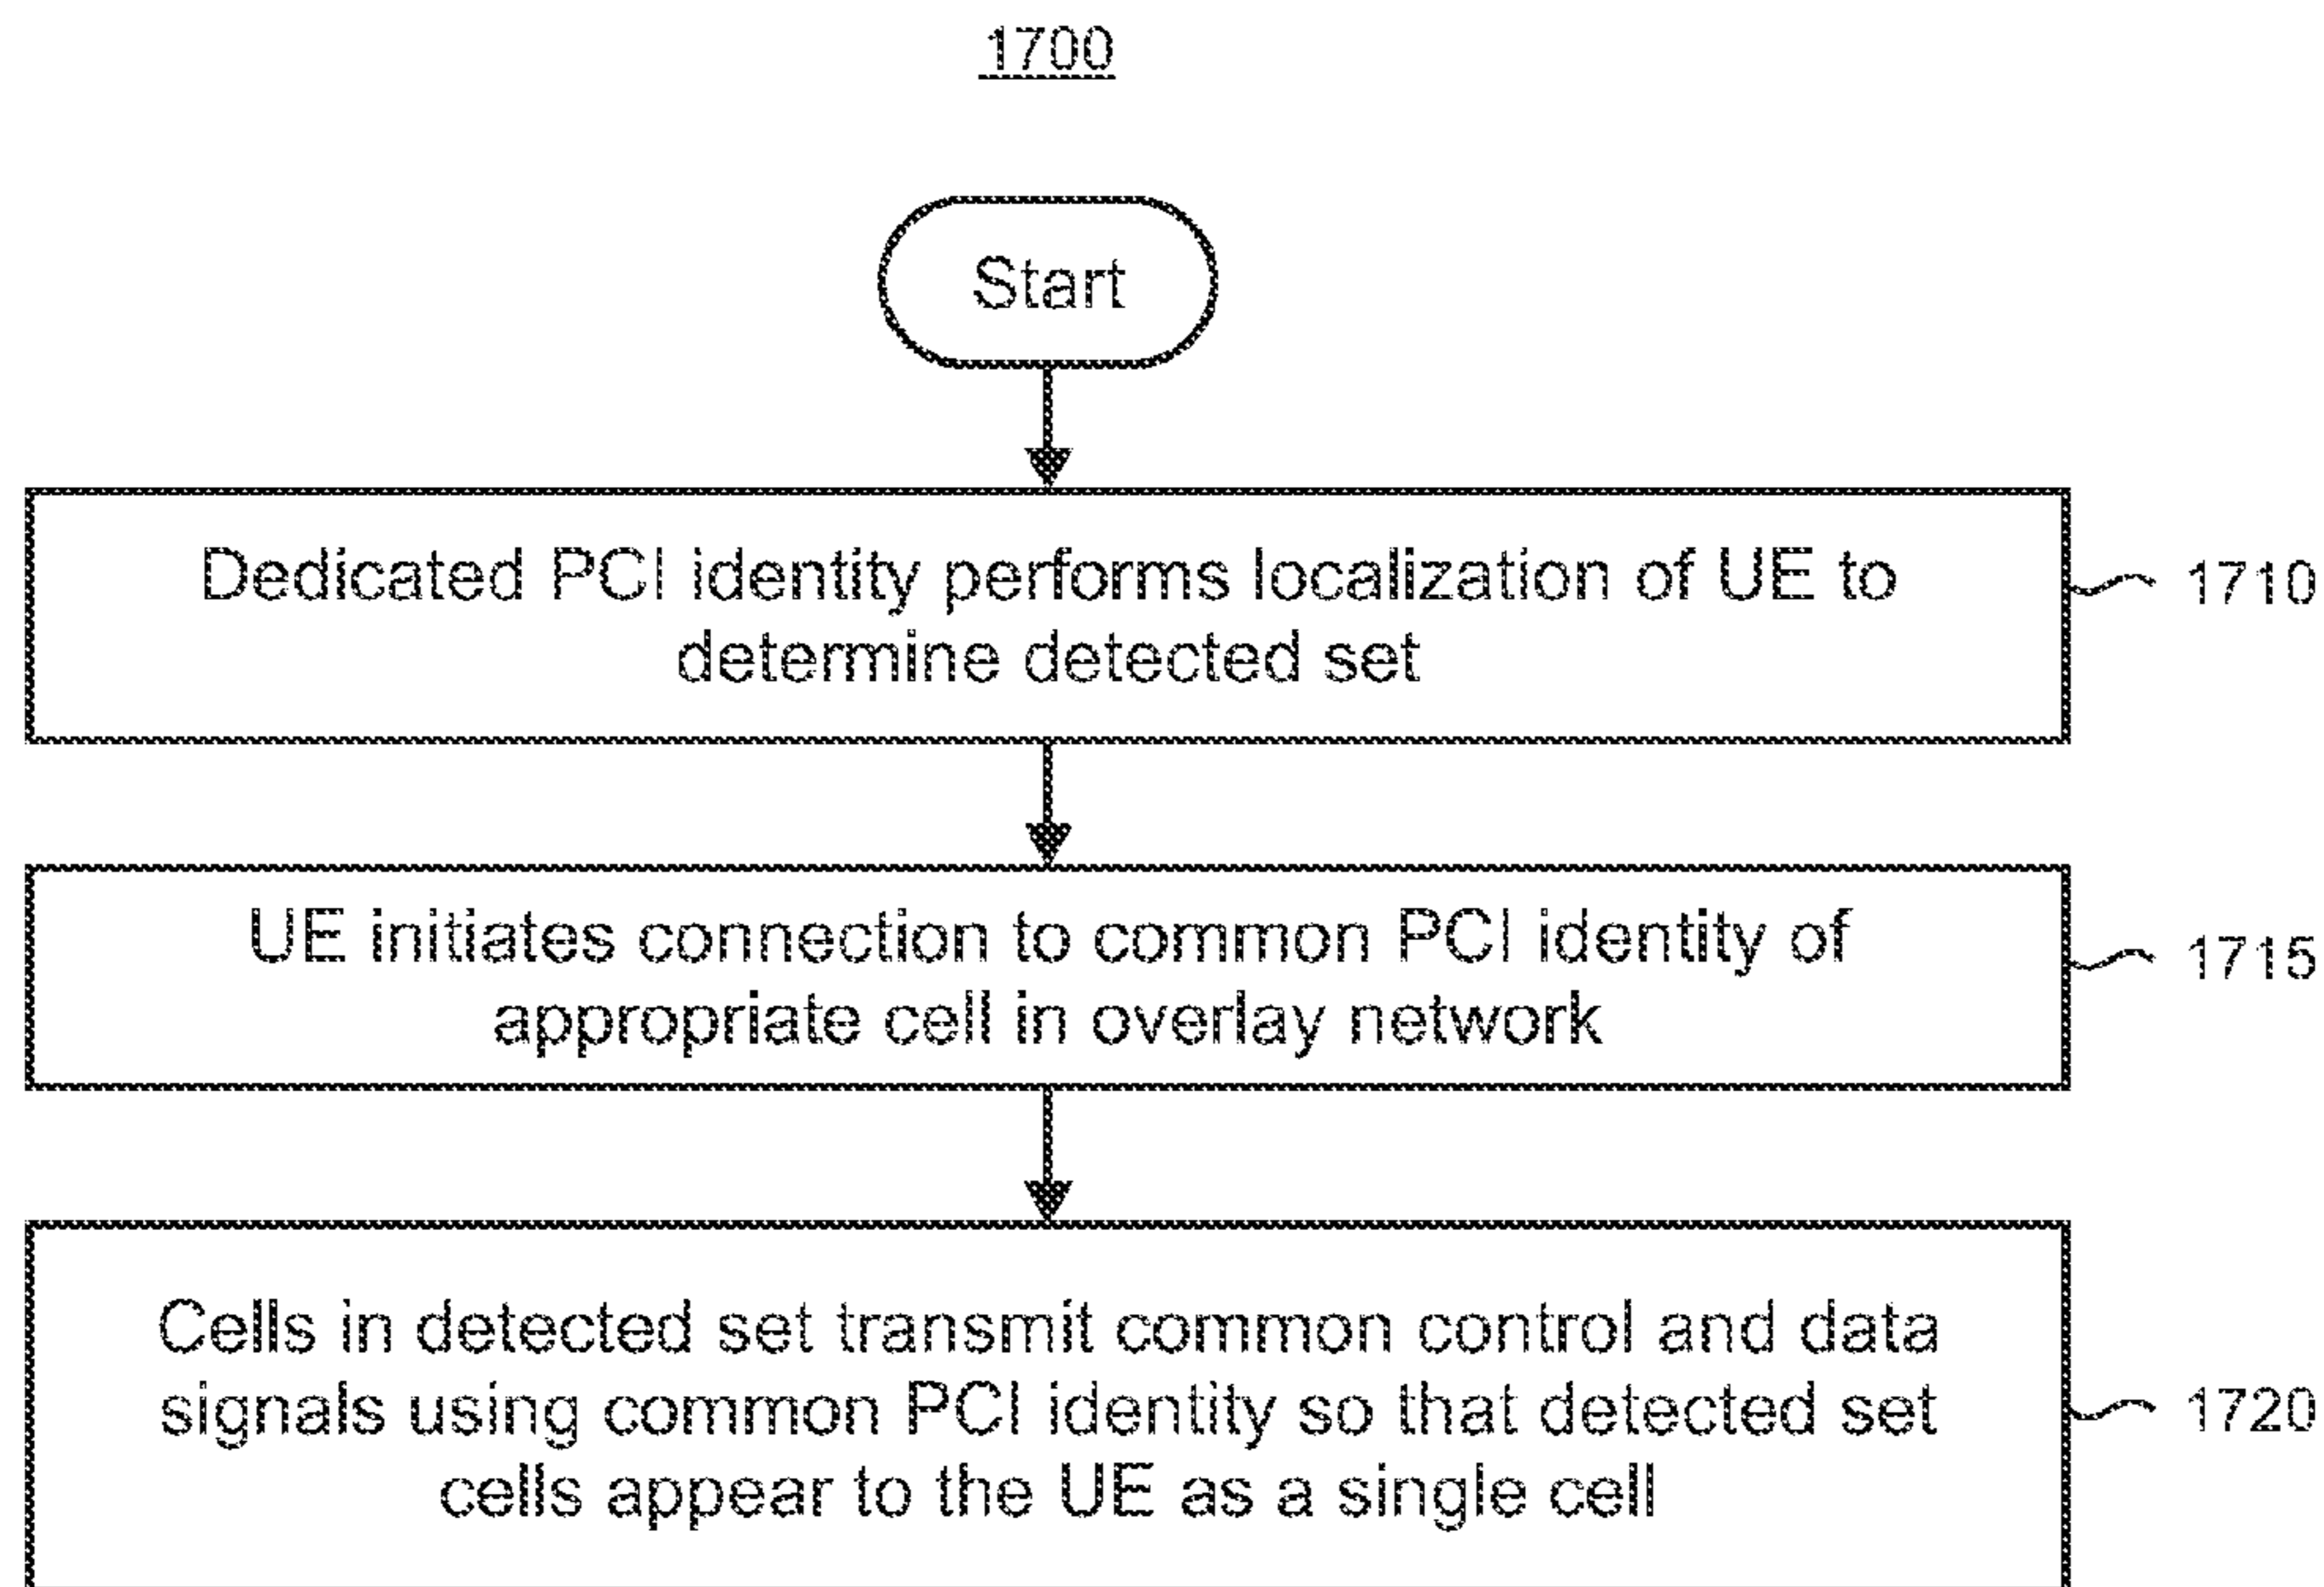 1700
Start
Dedicated PCI identity performs localization of UE to
determine detected set
1710
UE initiates connection to common PCI identity of
appropriate cell in overlay network
1715
Cells in detected set transmit common control and data
signals using common PCI identity so that detected set
cells appear to the UE as a single cell
1720